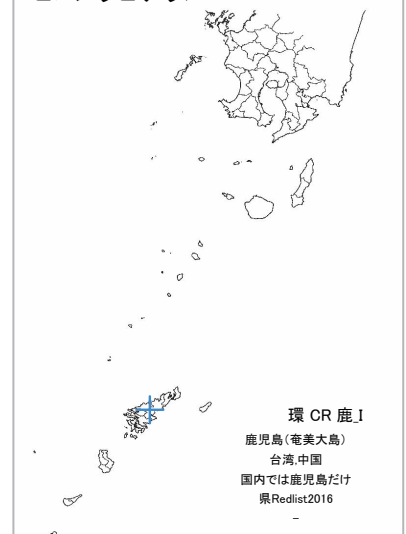 環 CR 鹿_I
鹿児島(奄美大島)
台湾,中国
国内では鹿児島だけ
県Redlist2016
–